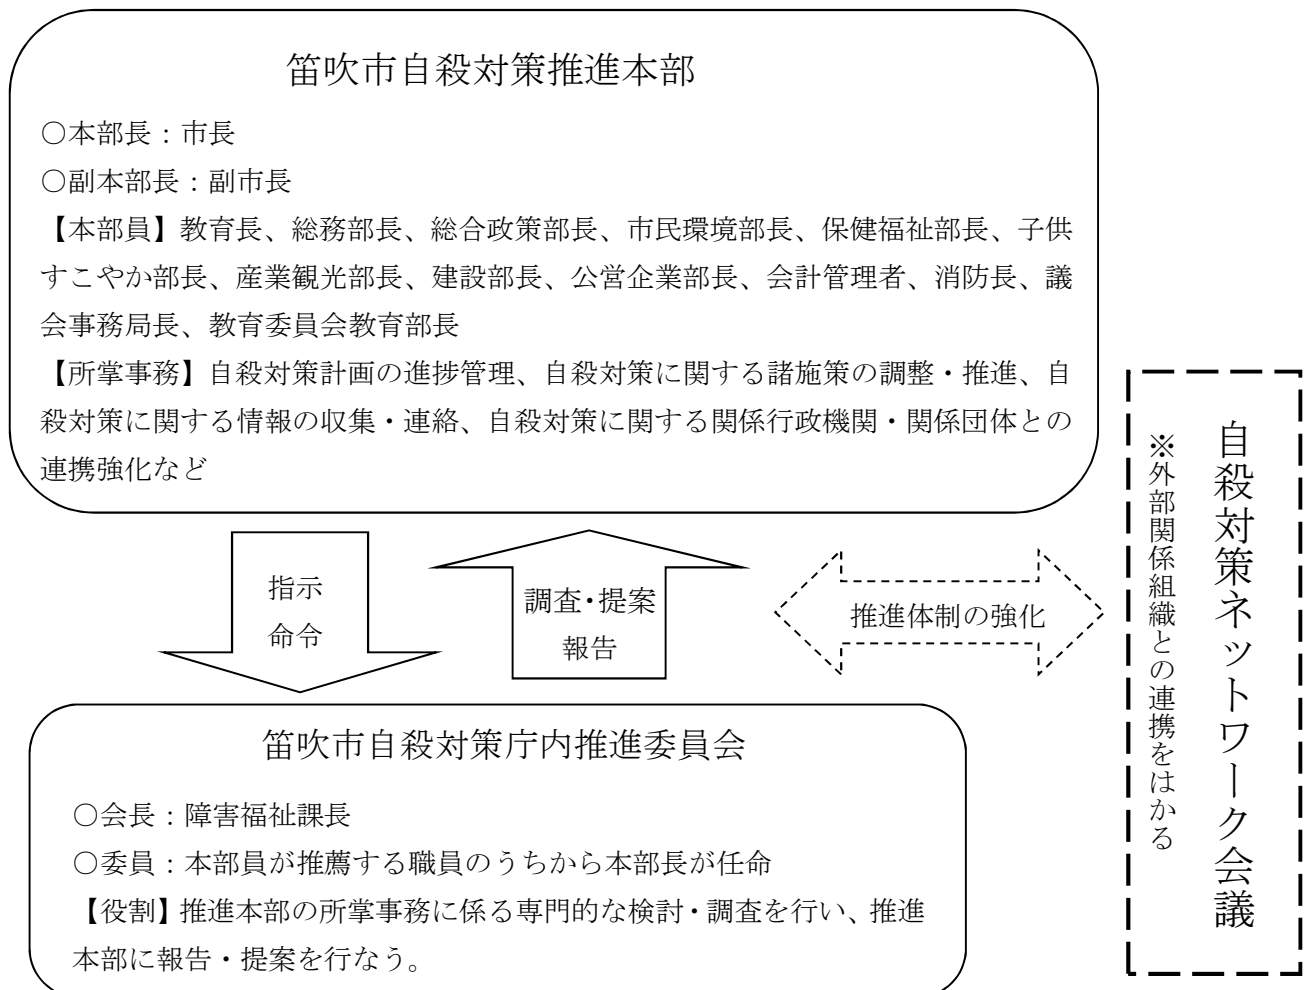 笛吹市自殺対策推進本部
○本部長：市長
○副本部長：副市長
【本部員】教育長、総務部長、総合政策部長、市民環境部長、保健福祉部長、子供
すこやか部長、産業観光部長、建設部長、公営企業部長、会計管理者、消防長、議
会事務局長、教育委員会教育部長
【所掌事務】自殺対策計画の進捗管理、自殺対策に関する諸施策の調整・推進、自
殺対策に関する情報の収集・連絡、自殺対策に関する関係行政機関・関係団体との
連携強化など
指示
命令
調査・提案
報告
推進体制の強化
自殺対策ネットワーク会議
※外部関係組織との連携をはかる
笛吹市自殺対策庁内推進委員会
○会長：障害福祉課長
○委員：本部員が推薦する職員のうちから本部長が任命
【役割】推進本部の所掌事務に係る専門的な検討・調査を行い、推進
本部に報告・提案を行なう。